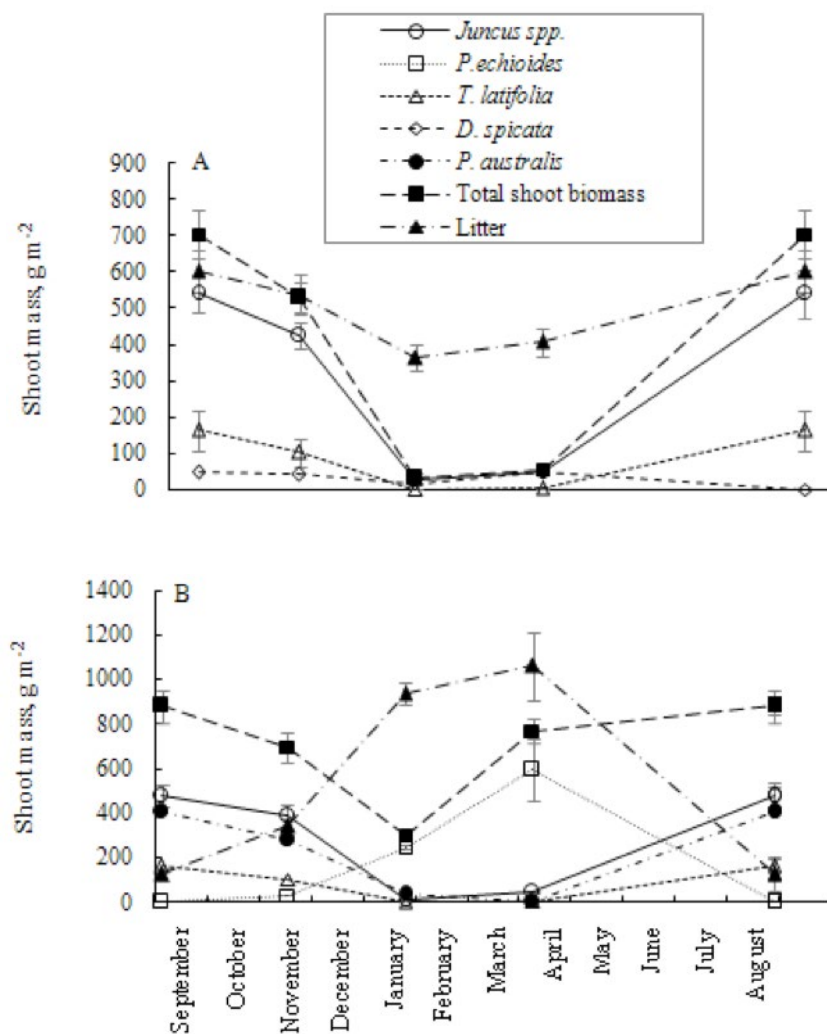 Juncus spp.
P.echioides
T. latifolia
D. spicata
P. australis
Total shoot biomass
Litter
A
900
800
700
600
500
400
300
200
100
0
Shoot mass, g m-2
B
1400
1200
1000
800
600
400
200
0
Shoot mass, g m-2
September
October
November
December
January
February
March
April
May
June
July
August